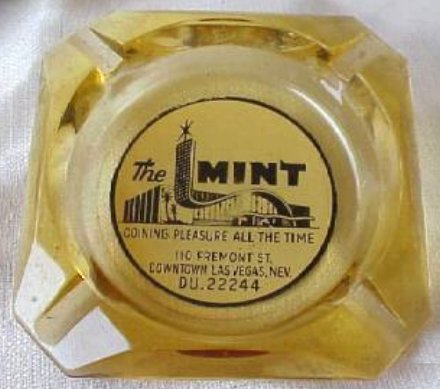 The MINT
COINING PLEASURE ALL THE TIME
110 FREMONT ST.
DOWNTOWN LAS VEGAS, NEV.
DU. 22244